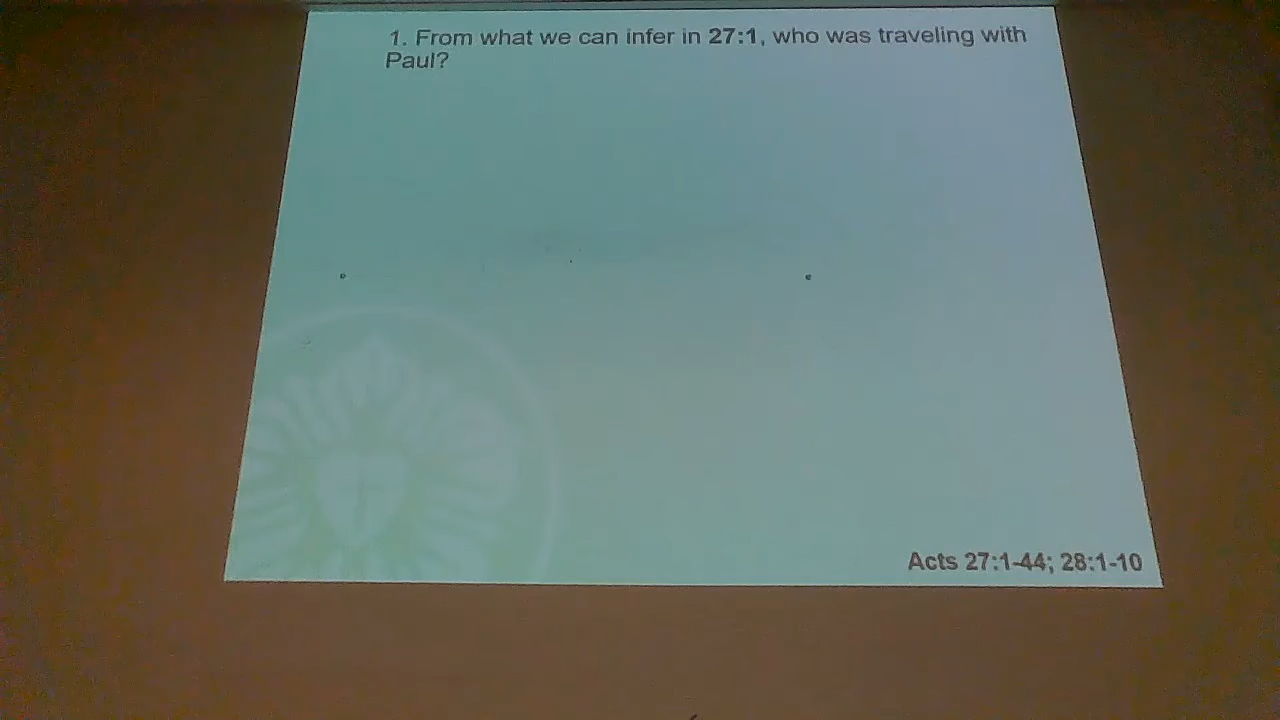 1. From what we can infer in 27:1, who was traveling with
Paul?
Acts 27:1-44; 28:1-10